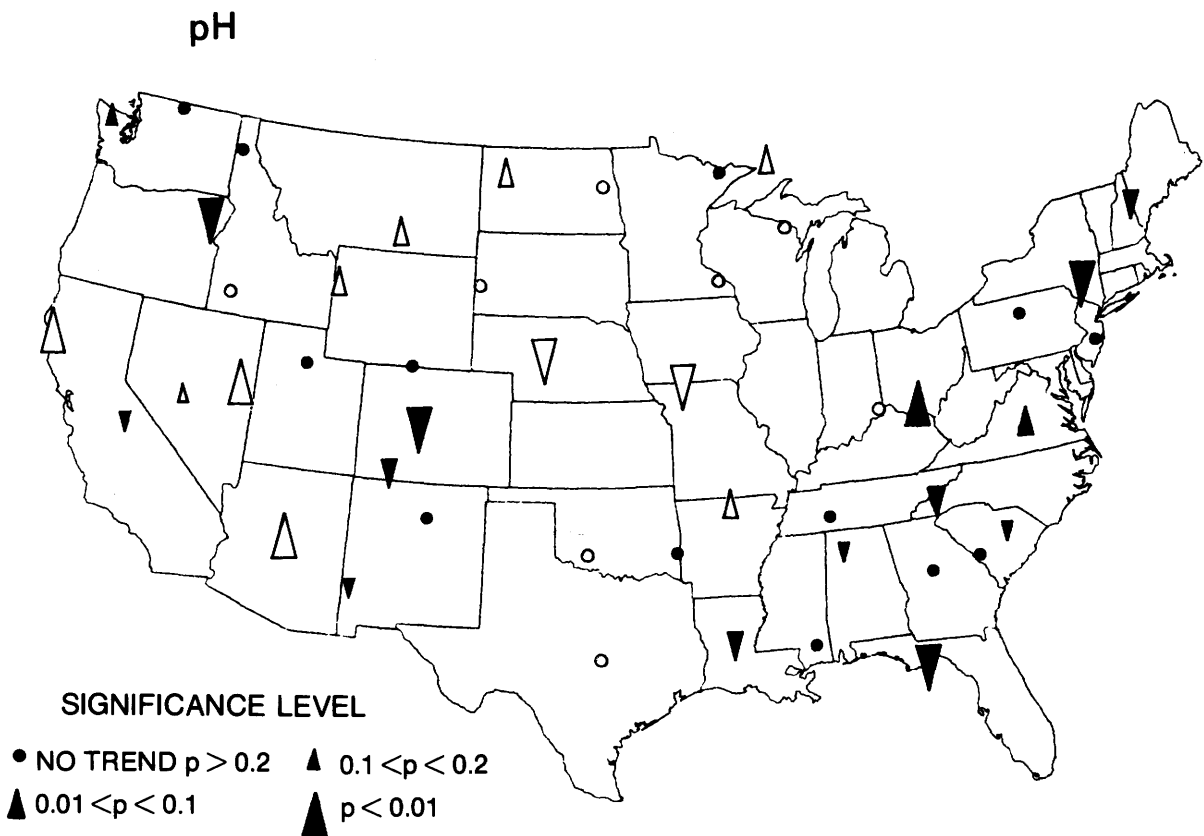 pH
SIGNIFICANCE LEVEL
NO TREND p > 0.2
0.1 <p < 0.2
0.01 <p < 0.1
p < 0.01